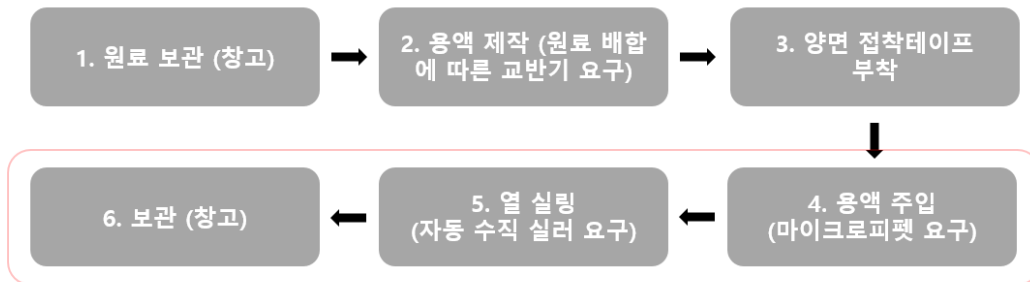 1. 원료 보관 (창고)
2. 용액 제작 (원료 배합
에 따른 교반기 요구)
3. 양면 접착테이프
부착
6. 보관 (창고)
5. 열 실링
(자동 수직 실러 요구)
4. 용액 주입
(마이크로피펫 요구)